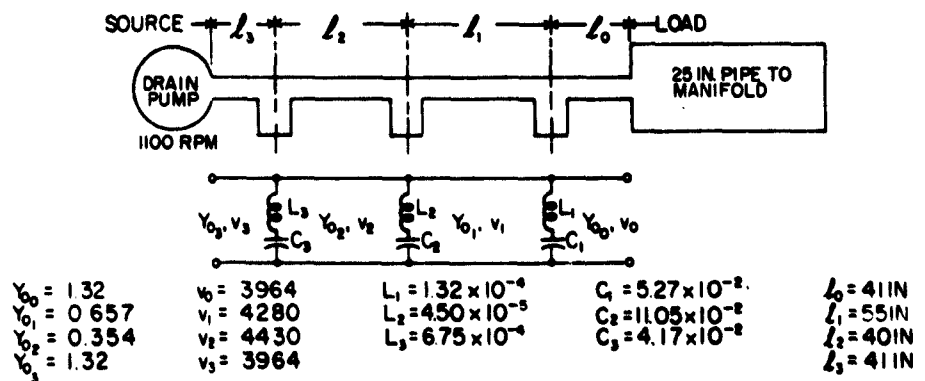 SOURCE ℓ₃ ℓ₂ ℓ₁ ℓ₀ LOAD
DRAIN PUMP
25 IN. PIPE TO MANIFOLD
1100 RPM
L₃ L₂ L₁
Y₀₃, v₃ Y₀₂, v₂ Y₀₁, v₁ Y₀₀, v₀
C₃ C₂ C₁
Y₀₀ = 1.32 v₀ = 3964 L₁ = 1.32 × 10⁻⁴ C₁ = 5.27 × 10⁻² ℓ₀ = 41 IN
Y₀₁ = 0.657 v₁ = 4280 L₂ = 4.50 × 10⁻⁵ C₂ = 11.05 × 10⁻² ℓ₁ = 55 IN
Y₀₂ = 0.354 v₂ = 4430 L₃ = 6.75 × 10⁻⁴ C₃ = 4.17 × 10⁻² ℓ₂ = 40 IN
Y₀₃ = 1.32 v₃ = 3964 ℓ₃ = 41 IN